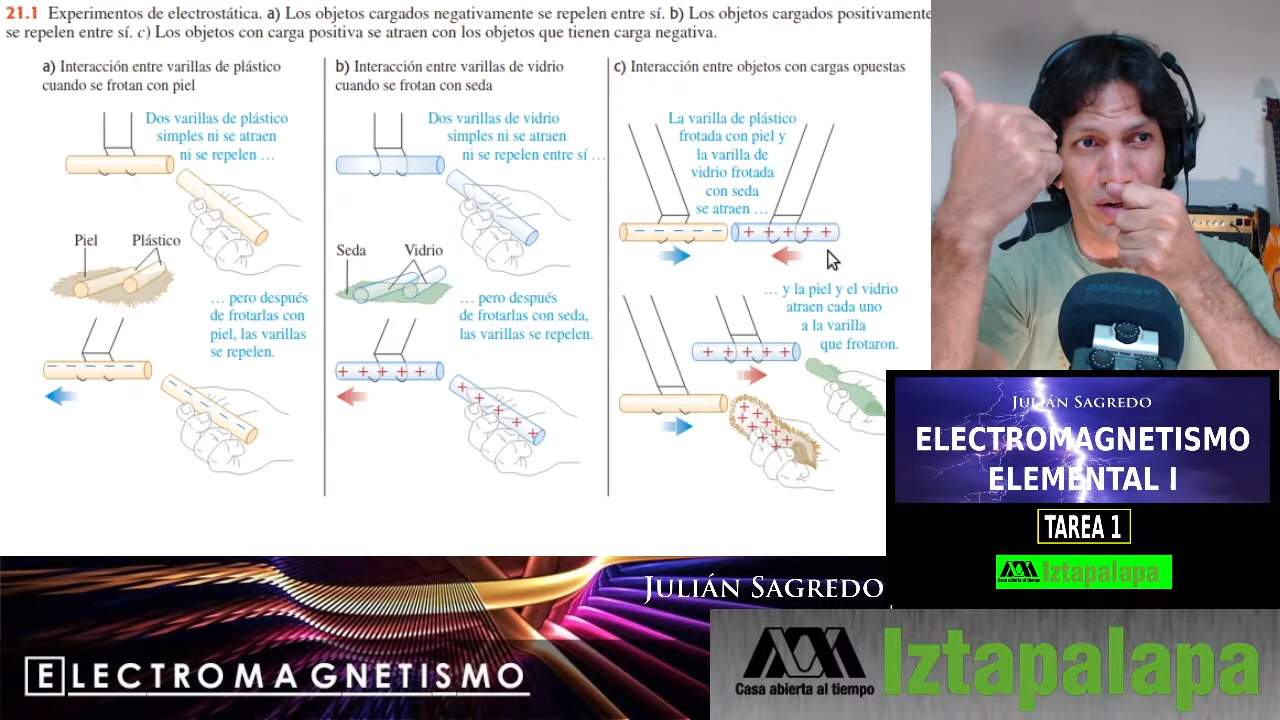 21.1 Experimentos de electrostática. a) Los objetos cargados negativamente se repelen entre sí. b) Los objetos cargados positivamente
se repelen entre sí. c) Los objetos con carga positiva se atraen con los objetos que tienen carga negativa.
a) Interacción entre varillas de plástico
cuando se frotan con piel
Dos varillas de plástico
simples ni se atraen
ni se repelen …
Piel
Plástico
… pero después
de frotarlas con
piel, las varillas
se repelen.
– – – – –
– – – – –
b) Interacción entre varillas de vidrio
cuando se frotan con seda
Dos varillas de vidrio
simples ni se atraen
ni se repelen entre sí …
Seda
Vidrio
… pero después
de frotarlas con seda,
las varillas se repelen.
+ + + + +
+ + + + +
c) Interacción entre objetos con cargas opuestas
La varilla de plástico
frotada con piel y
la varilla de
vidrio frotada
con seda
se atraen …
– – – – –
+ + + + +
… y la piel y el vidrio
atraen cada uno
a la varilla
que frotaron.
+ + + + +
JULIÁN SAGREDO
ELECTROMAGNETISMO
ELEMENTAL I
TAREA 1
Casa abierta al tiempo
Iztapalapa
JULIÁN SAGREDO
ELECTROMAGNETISMO
Casa abierta al tiempo
Iztapalapa